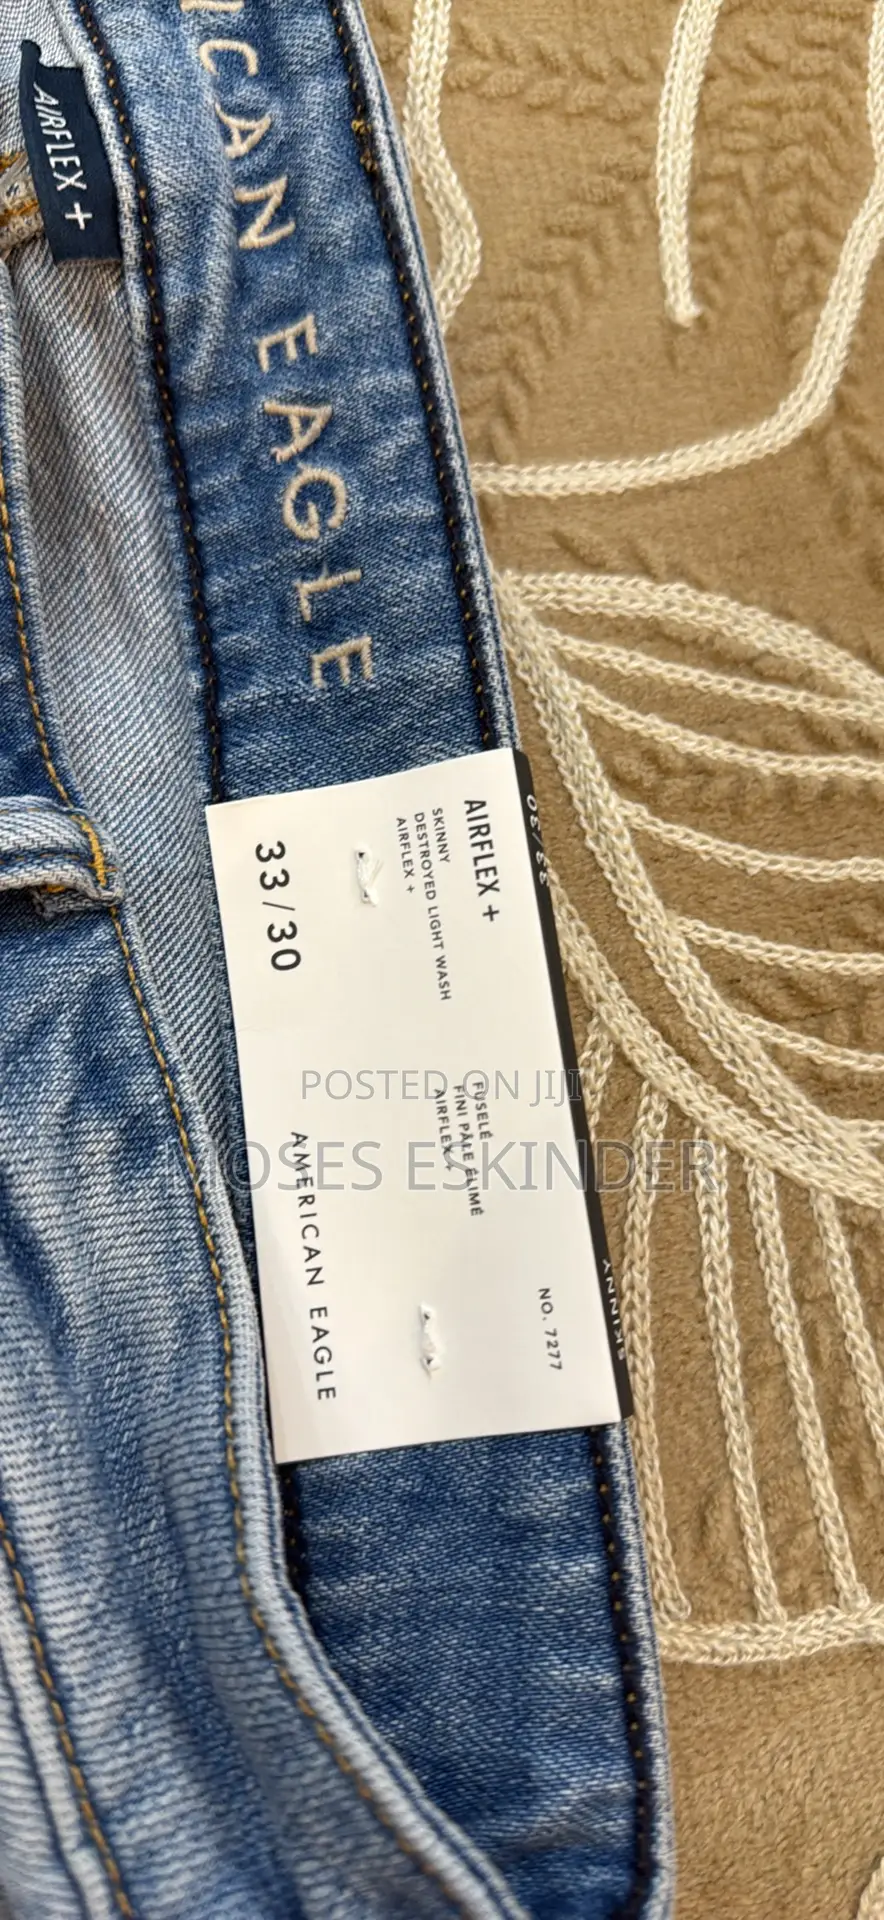 AIRFLEX +
ICAN EAGLE
AIRFLEX +
SKINNY
DESTROYED LIGHT WASH
AIRFLEX +
33/30
FUSELÉ
FINI PÂLE ÉLIMÉ
AIRFLEX +
NO. 7277
AMERICAN EAGLE
33/30
SKINNY
POSTED ON JIJI
MOSES ESKINDER